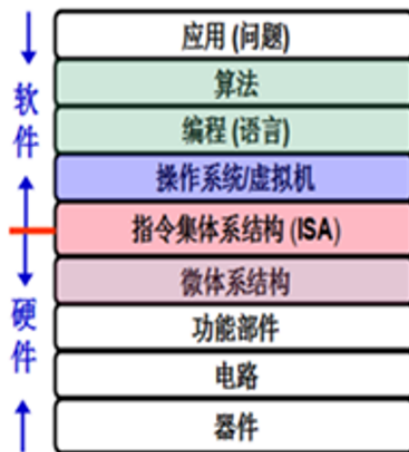 应用 (问题)
算法
编程 (语言)
操作系统/虚拟机
指令集体系结构 (ISA)
微体系结构
功能部件
电路
器件
软件
硬件